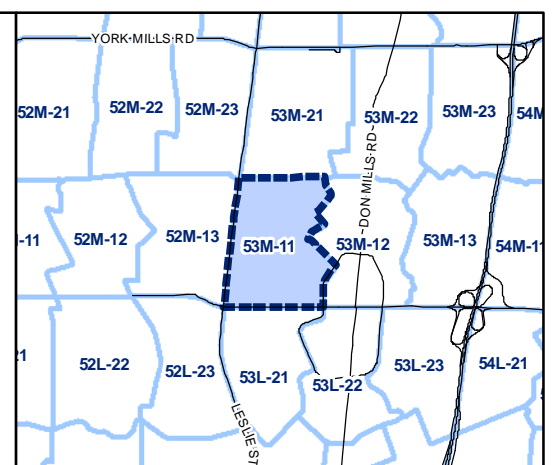 YORK MILLS RD
52M-21
52M-22
52M-23
53M-21
53M-22
53M-23
DON MILLS RD
-11
52M-12
52M-13
53M-11
53M-12
53M-13
54M-1
52L-22
52L-23
53L-21
53L-22
53L-23
54L-21
LESLIE ST